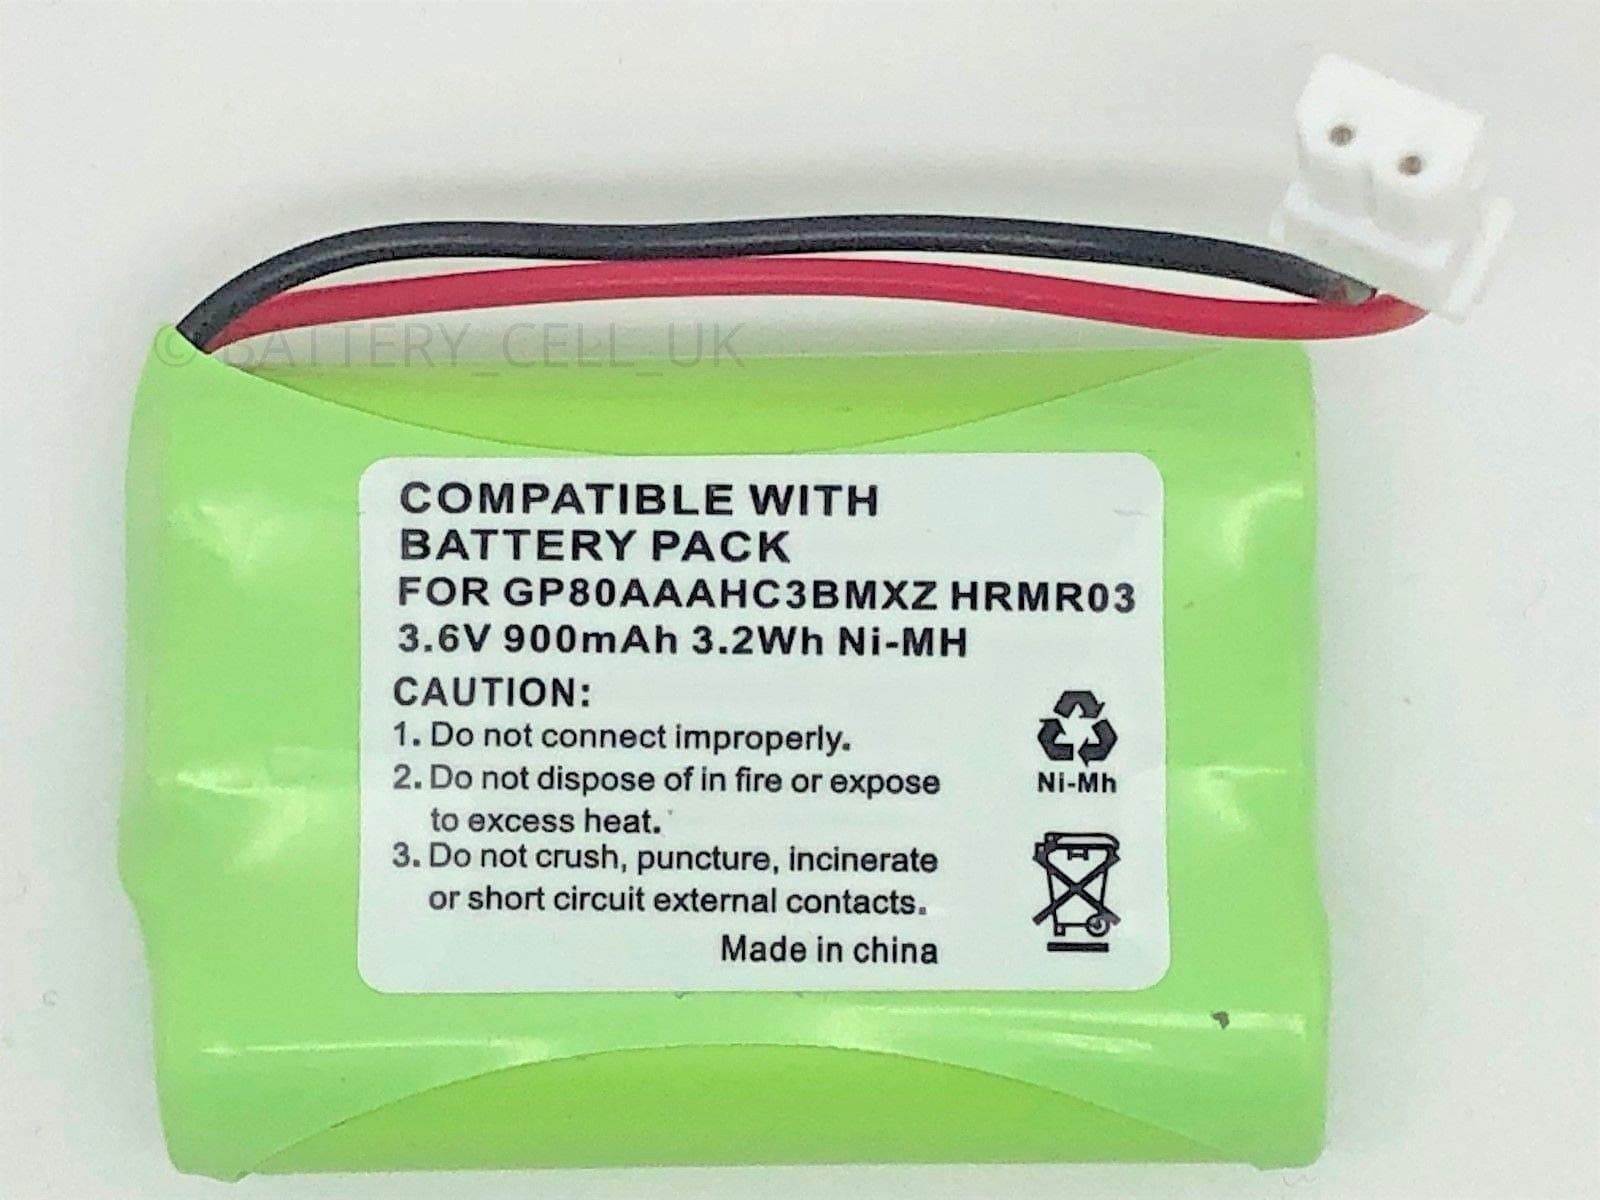 © BATTERY_CELL_UK
COMPATIBLE WITH
BATTERY PACK
FOR GP80AAAHC3BMXZ HRMR03
3.6V 900mAh 3.2Wh Ni-MH
CAUTION:
1. Do not connect improperly.
2. Do not dispose of in fire or expose
to excess heat.
3. Do not crush, puncture, incinerate
or short circuit external contacts.
Made in china
Ni-Mh